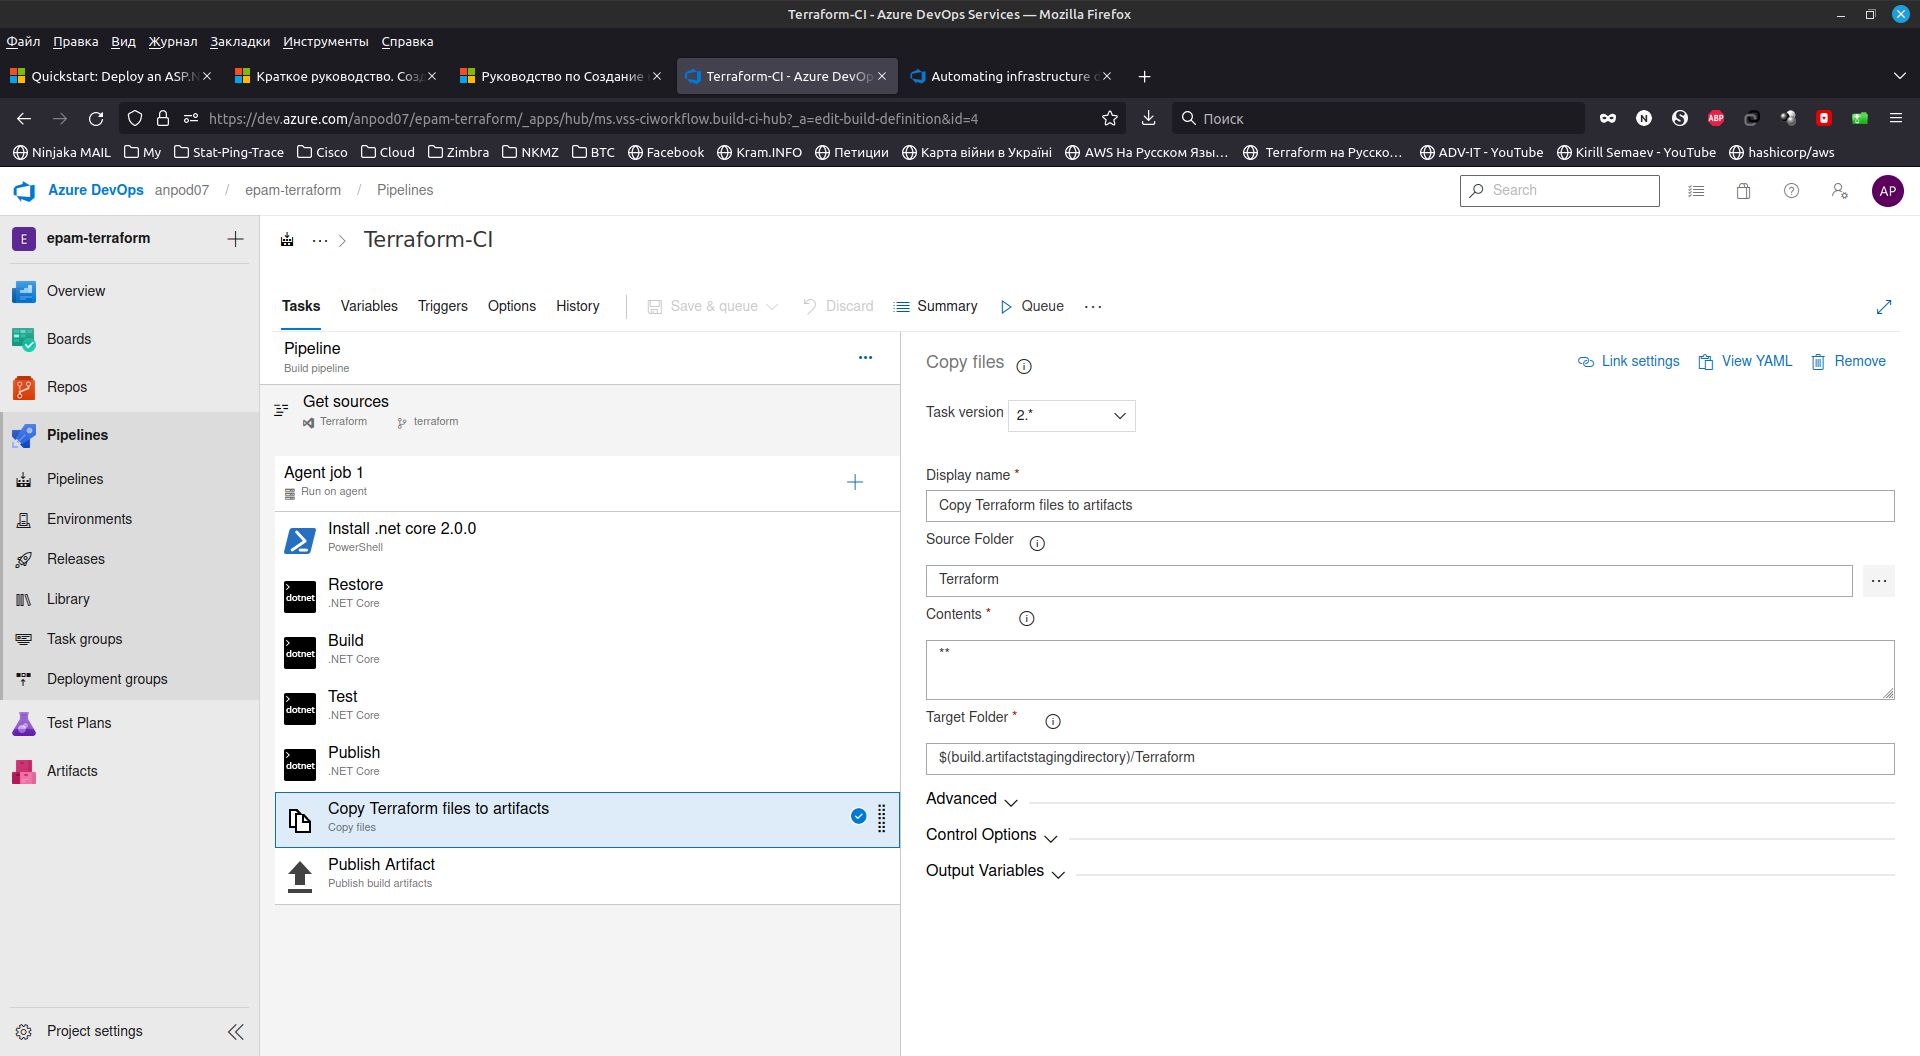 Terraform-CI - Azure DevOps Services — Mozilla Firefox
Файл Правка Вид Журнал Закладки Инструменты Справка
Quickstart: Deploy an ASP.N
Краткое руководство. Созд
Руководство по Создание
Terraform-CI - Azure DevOp
Automating infrastructure d
https://dev.azure.com/anpod07/epam-terraform/_apps/hub/ms.vss-ciworkflow.build-ci-hub?_a=edit-build-definition&id=4
Поиск
ABP
Ninjaka MAIL My Stat-Ping-Trace Cisco Cloud Zimbra NKMZ BTC Facebook Kram.INFO Петиции Карта війни в Україні AWS На Русском Язы… Terraform на Русско… ADV-IT - YouTube Kirill Semaev - YouTube hashicorp/aws
Azure DevOps anpod07 / epam-terraform / Pipelines
Search
AP
E epam-terraform
Overview
Boards
Repos
Pipelines
Pipelines
Environments
Releases
Library
Task groups
Deployment groups
Test Plans
Artifacts
Project settings
··· > Terraform-CI
Tasks Variables Triggers Options History Save & queue Discard Summary Queue ···
Pipeline
Build pipeline
Get sources
Terraform terraform
Agent job 1
Run on agent
Install .net core 2.0.0
PowerShell
dotnet
Restore
.NET Core
dotnet
Build
.NET Core
dotnet
Test
.NET Core
dotnet
Publish
.NET Core
Copy Terraform files to artifacts
Copy files
Publish Artifact
Publish build artifacts
Copy files
Link settings View YAML Remove
Task version 2.*
Display name *
Copy Terraform files to artifacts
Source Folder
Terraform
···
Contents *
**
Target Folder *
$(build.artifactstagingdirectory)/Terraform
Advanced
Control Options
Output Variables